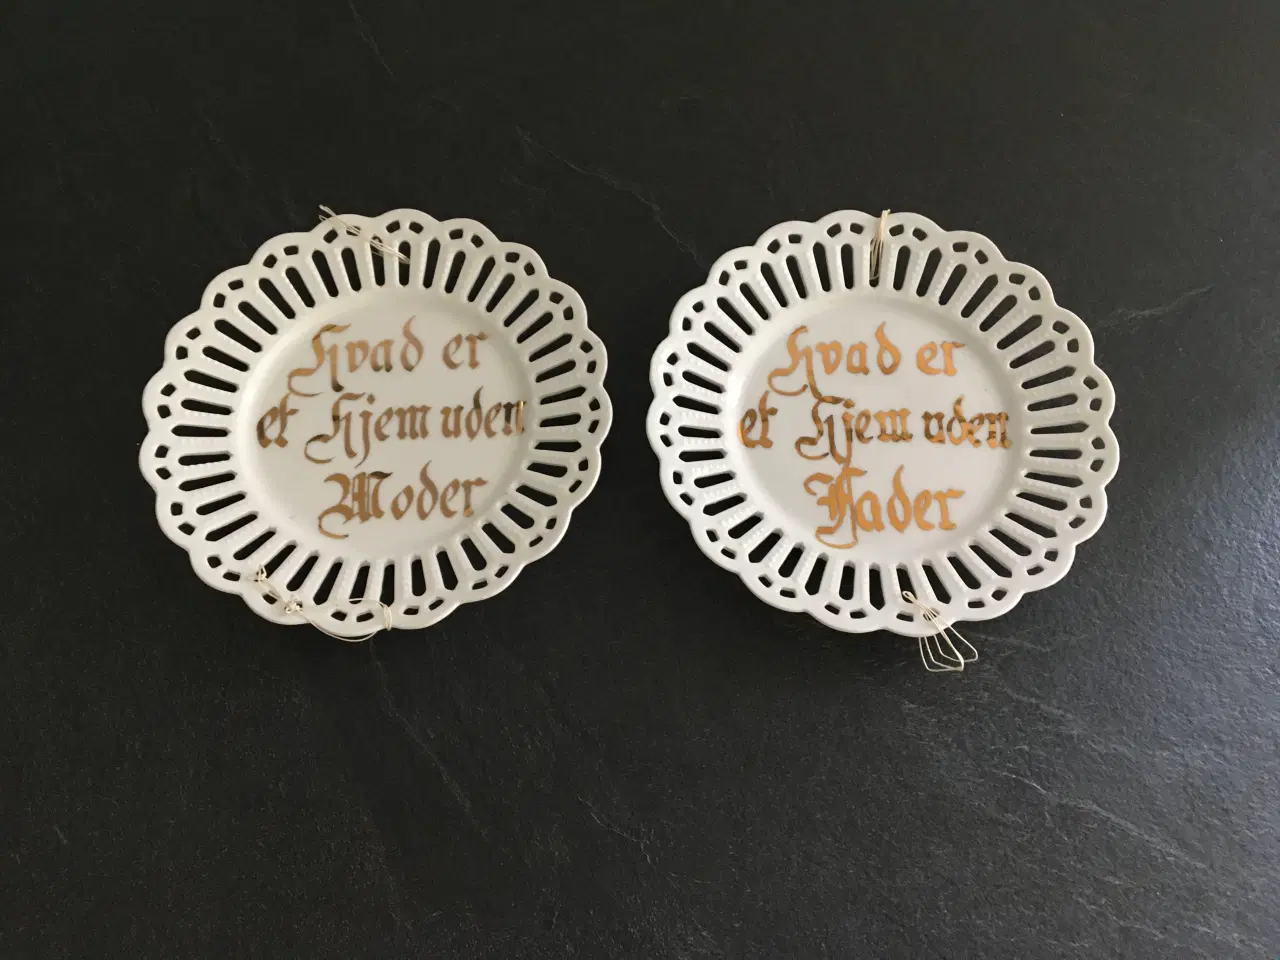 Hvad er
et Hjem uden
Moder
Hvad er
et Hjem uden
Fader